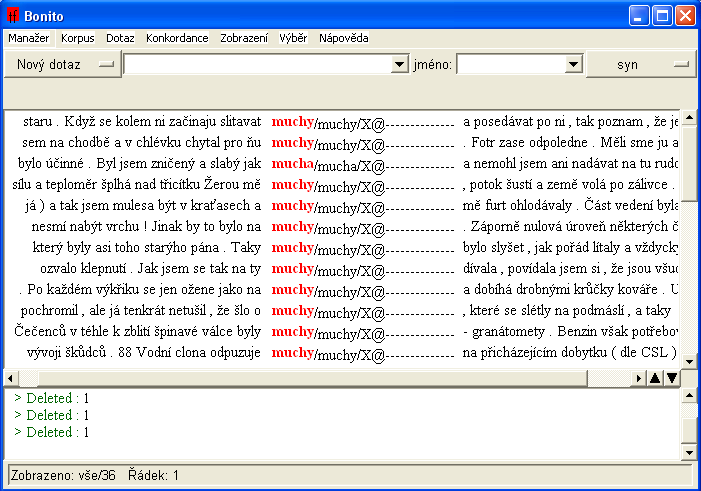 Bonito
Manažer Korpus Dotaz Konkordance Zobrazení Výběr Nápověda
Nový dotaz jméno: syn
staru . Když se kolem ni začinaju slitavat muchy/muchy/X@-------------- a posedávat po ni , tak poznam , že je
sem na chodbě a v chlévku chytal pro ňu muchy/muchy/X@-------------- . Fotr zase odpoledne . Měli sme ju a
bylo účinné . Byl jsem zničený a slabý jak mucha/mucha/X@-------------- a nemohl jsem ani nadávat na tu rudo
sílu a teploměr šplhá nad třicítku Žerou mě muchy/muchy/X@-------------- , potok šustí a země volá po zálivce .
já ) a tak jsem mulesa být v kraťasech a muchy/muchy/X@-------------- mě furt ohlodávaly . Část vedení byla
nesmí nabýt vrchu ! Jinak by to bylo na muchy/muchy/X@-------------- . Záporně nulová úroveň některých č
který byly asi toho starýho pána . Taky muchy/muchy/X@-------------- bylo slyšet , jak pořád lítaly a vždycky
ozvalo klepnutí . Jak jsem se tak na ty muchy/muchy/X@-------------- dívala , povídala jsem si , že jsou všuc
. Po každém výkřiku se jen ožene jako na muchy/muchy/X@-------------- a dobíhá drobnými krůčky kováře . U
pochromil , ale já tenkrát netušil , že šlo o muchy/muchy/X@-------------- , které se slétly na podmáslí , a taky
Čečenců v téhle k zblití špinavé válce byly muchy/muchy/X@-------------- - granátomety . Benzin však potřebov
vývoji škůdců . 88 Vodní clona odpuzuje muchy/muchy/X@-------------- na přicházejícím dobytku ( dle CSL )
> Deleted : 1
> Deleted : 1
> Deleted : 1
Zobrazeno: vše/36 Řádek: 1